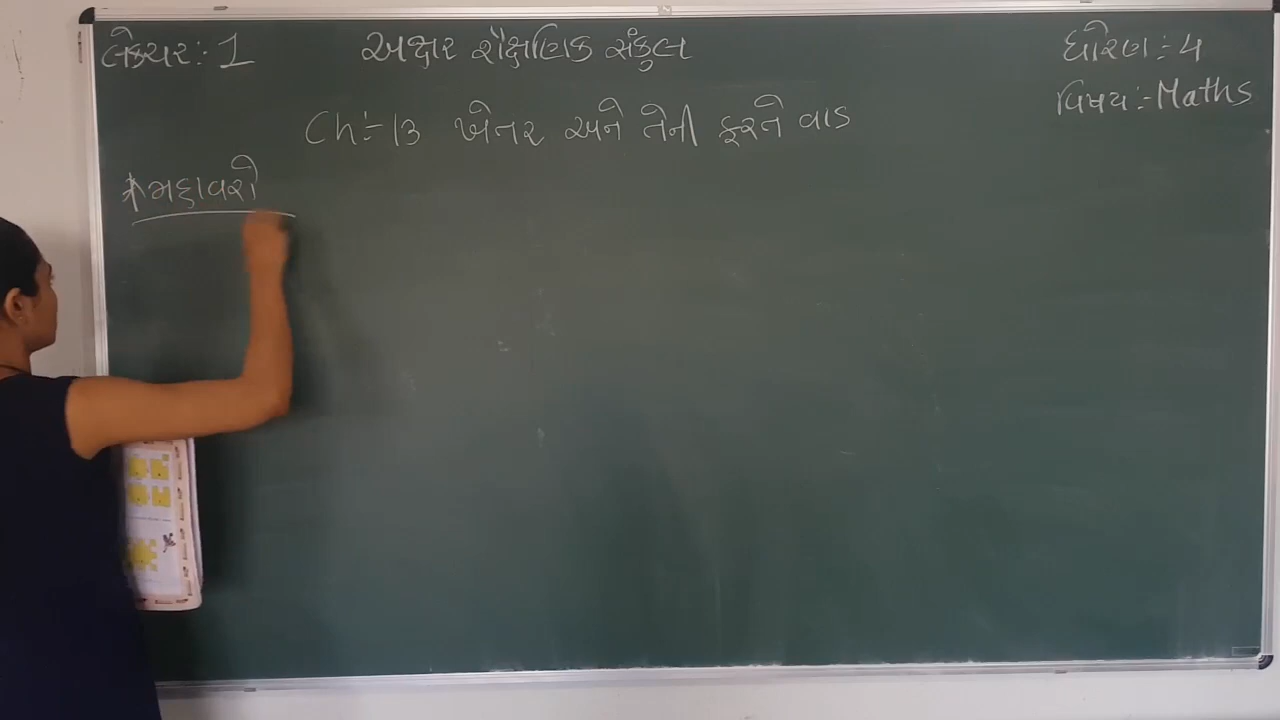 લેક્ચર:- 1
અક્ષર શૈક્ષણિક સંકુલ
ધોરણ :- 4
વિષય:- Maths
Ch:- 13 ખેતર અને તેની ફરતે વાડ
* મહાવરો